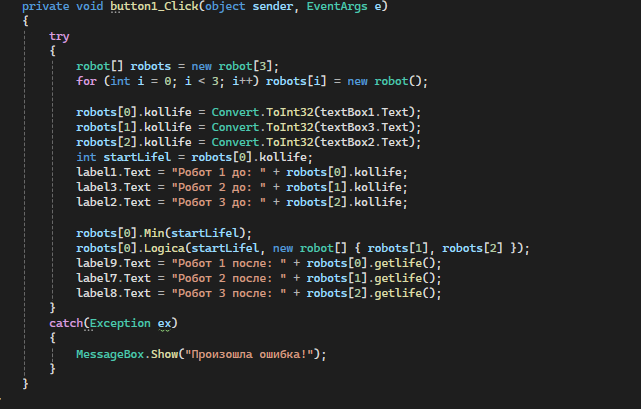 private void button1_Click(object sender, EventArgs e)
{
try
{
robot[] robots = new robot[3];
for (int i = 0; i < 3; i++) robots[i] = new robot();
robots[0].kollife = Convert.ToInt32(textBox1.Text);
robots[1].kollife = Convert.ToInt32(textBox3.Text);
robots[2].kollife = Convert.ToInt32(textBox2.Text);
int startLifel = robots[0].kollife;
label1.Text = "Робот 1 до: " + robots[0].kollife;
label3.Text = "Робот 2 до: " + robots[1].kollife;
label2.Text = "Робот 3 до: " + robots[2].kollife;
robots[0].Min(startLifel);
robots[0].Logica(startLifel, new robot[] { robots[1], robots[2] });
label9.Text = "Робот 1 после: " + robots[0].getlife();
label7.Text = "Робот 2 после: " + robots[1].getlife();
label8.Text = "Робот 3 после: " + robots[2].getlife();
}
catch(Exception ex)
{
MessageBox.Show("Произошла ошибка!");
}
}